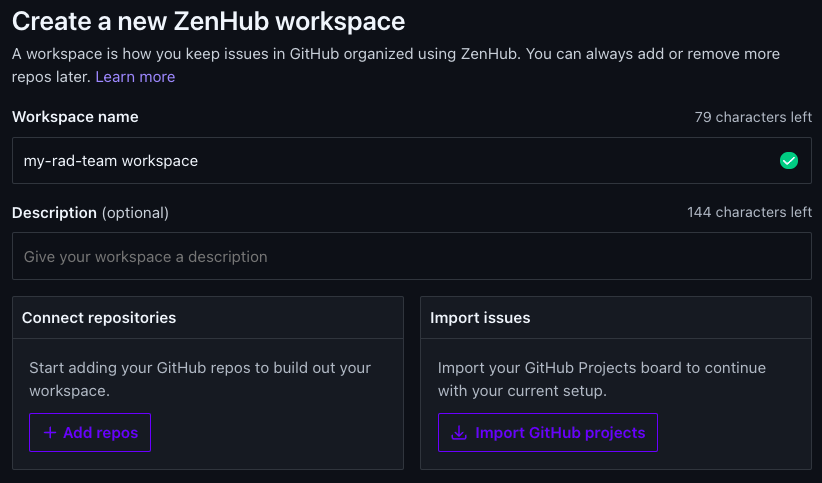 Create a new ZenHub workspace
A workspace is how you keep issues in GitHub organized using ZenHub. You can always add or remove more
repos later. Learn more
Workspace name
79 characters left
my-rad-team workspace
Description (optional)
144 characters left
Give your workspace a description
Connect repositories
Start adding your GitHub repos to build out your
workspace.
+ Add repos
Import issues
Import your GitHub Projects board to continue
with your current setup.
Import GitHub projects